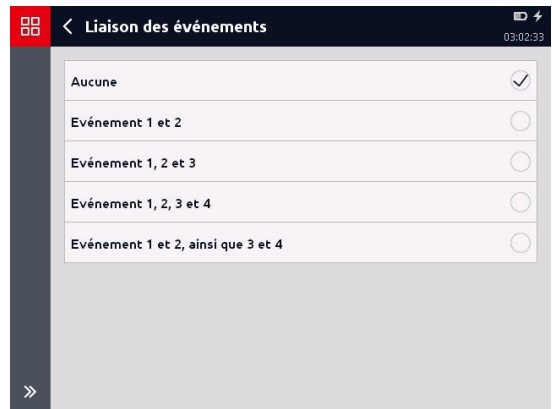 Liaison des événements
03:02:33
Aucune
Evénement 1 et 2
Evénement 1, 2 et 3
Evénement 1, 2, 3 et 4
Evénement 1 et 2, ainsi que 3 et 4